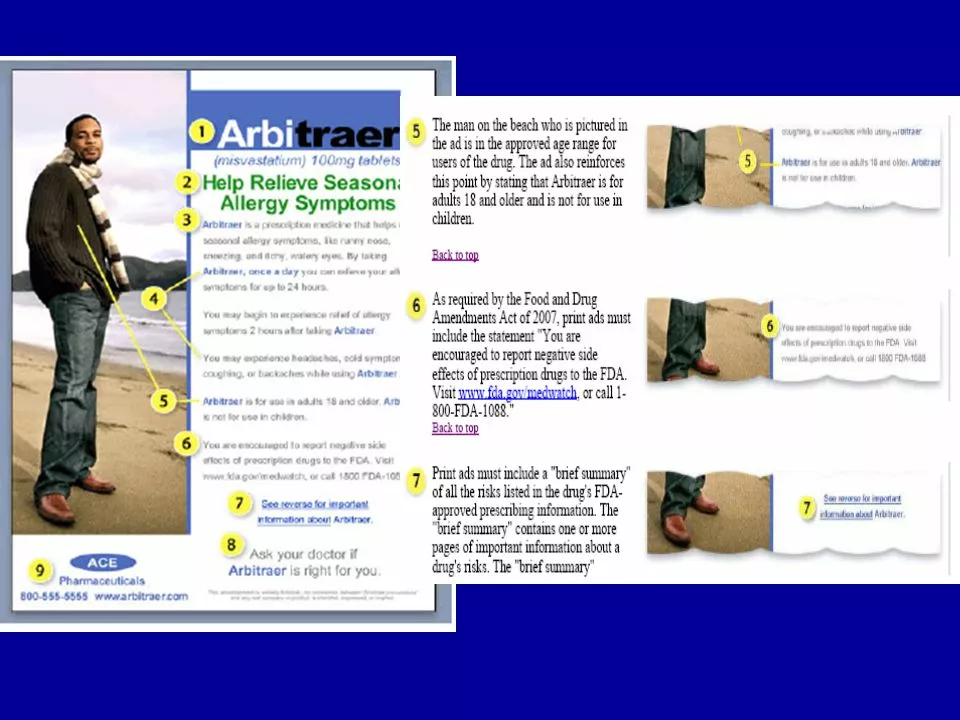 1 Arbitraer
(misvastatium) 100mg tablets
2 Help Relieve Seasona
Allergy Symptoms
3 Arbitraer is a prescription medicine that helps
seasonal allergy symptoms, like runny nose,
sneezing, and itchy, watery eyes. By taking
Arbitraer, once a day you can relieve your all
4 symptoms for up to 24 hours.
You may begin to experience relief of allergy
symptoms 2 hours after taking Arbitraer
You may experience headaches, cold symptom
coughing, or backaches while using Arbitraer.
5 Arbitraer is for use in adults 18 and older. Arb
is not for use in children.
6 You are encouraged to report negative side
effects of prescription drugs to the FDA. Visit
www.fda.gov/medwatch, or call 1800 FDA-108
7 See reverse for important
information about Arbitraer.
8 Ask your doctor if
Arbitraer is right for you.
9 ACE
Pharmaceuticals
800-555-5555 www.arbitraer.com
5 The man on the beach who is pictured in
the ad is in the approved age range for
users of the drug. The ad also reinforces
this point by stating that Arbitraer is for
adults 18 and older and is not for use in
children.
Back to top
coughing, or backaches while using Arbitraer
5 Arbitraer is for use in adults 18 and older. Arbitraer
is not for use in children.
6 As required by the Food and Drug
Amendments Act of 2007, print ads must
include the statement "You are
encouraged to report negative side
effects of prescription drugs to the FDA.
Visit www.fda.gov/medwatch, or call 1-
800-FDA-1088."
Back to top
6 You are encouraged to report negative side
effects of prescription drugs to the FDA. Visit
www.fda.gov/medwatch, or call 1800 FDA-1088
7 Print ads must include a "brief summary"
of all the risks listed in the drug's FDA-
approved prescribing information. The
"brief summary" contains one or more
pages of important information about a
drug's risks. The "brief summary"
7 See reverse for important
information about Arbitraer.